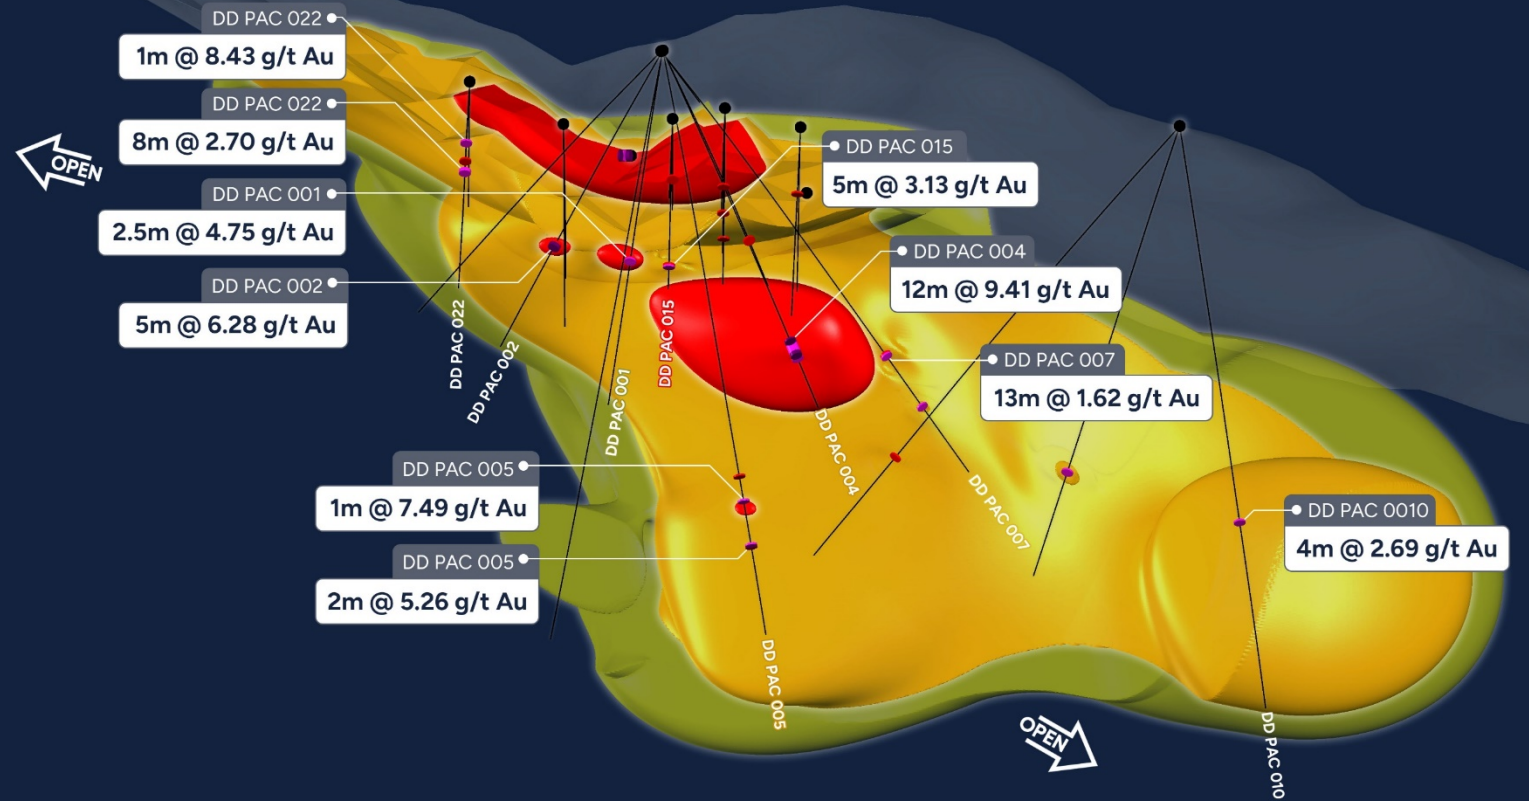 DD PAC 022
1m @ 8.43 g/t Au
DD PAC 022
8m @ 2.70 g/t Au
OPEN
DD PAC 001
2.5m @ 4.75 g/t Au
DD PAC 002
5m @ 6.28 g/t Au
DD PAC 015
5m @ 3.13 g/t Au
DD PAC 004
12m @ 9.41 g/t Au
DD PAC 007
13m @ 1.62 g/t Au
DD PAC 022
DD PAC 002
DD PAC 001
DD PAC 015
DD PAC 004
DD PAC 007
DD PAC 005
1m @ 7.49 g/t Au
DD PAC 005
2m @ 5.26 g/t Au
DD PAC 0010
4m @ 2.69 g/t Au
DD PAC 005
OPEN
DD PAC 010